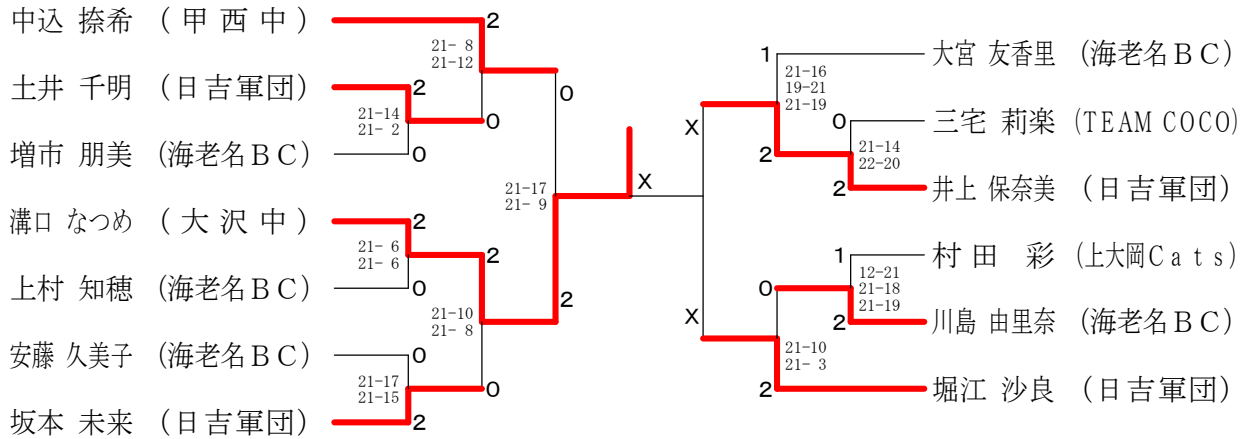 中込 捺希 (甲西中)
2
21- 8
21-12
土井 千明 (日吉軍団)
2
21-14
21- 2
0
0
増市 朋美 (海老名BC)
0
21-17
21- 9
溝口 なつめ (大沢中)
2
21- 6
21- 6
2
上村 知穂 (海老名BC)
0
21-10
21- 8
2
安藤 久美子 (海老名BC)
0
21-17
21-15
0
坂本 未来 (日吉軍団)
2
X
1
大宮 友香里 (海老名BC)
21-16
19-21
21-19
X
0
三宅 莉楽 (TEAM COCO)
2
21-14
22-20
2
井上 保奈美 (日吉軍団)
1
村田 彩 (上大岡Cats)
0
12-21
21-18
21-19
X
2
川島 由里奈 (海老名BC)
21-10
21- 3
2
堀江 沙良 (日吉軍団)